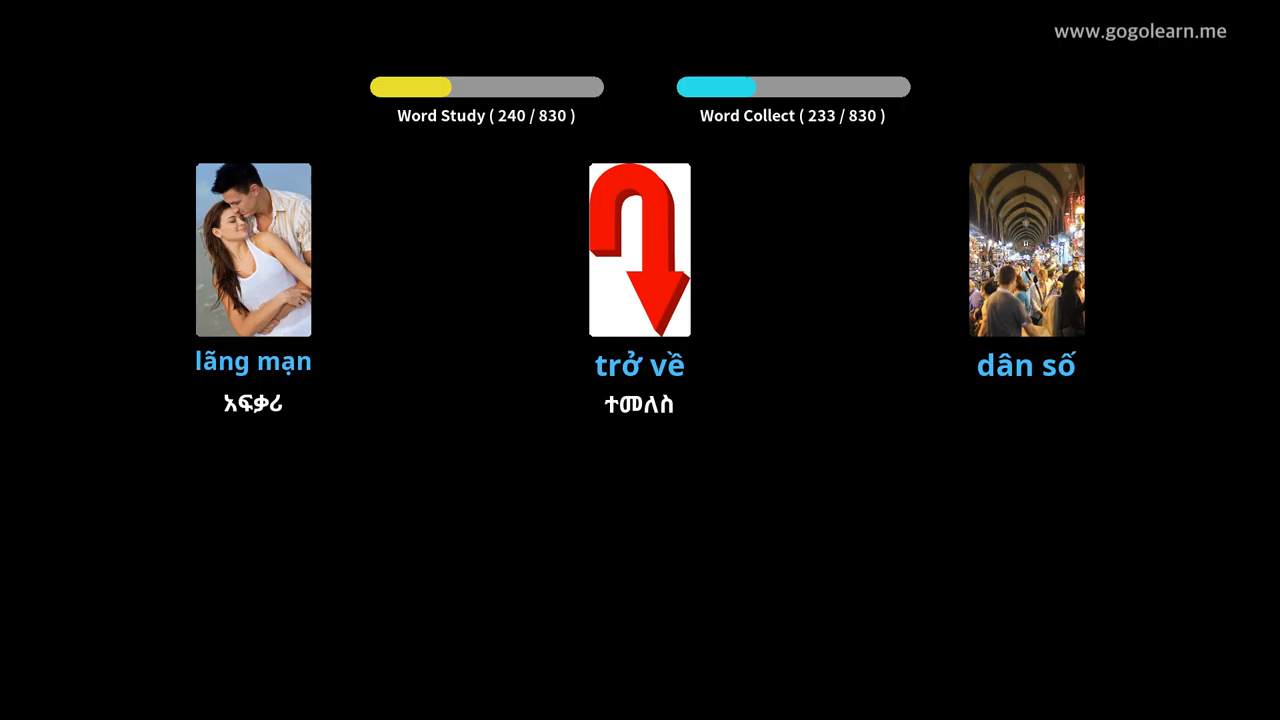 www.gogolearn.me
Word Study ( 240 / 830 )
Word Collect ( 233 / 830 )
lãng mạn
trở về
dân số
አፍቃሪ
ተመለስ